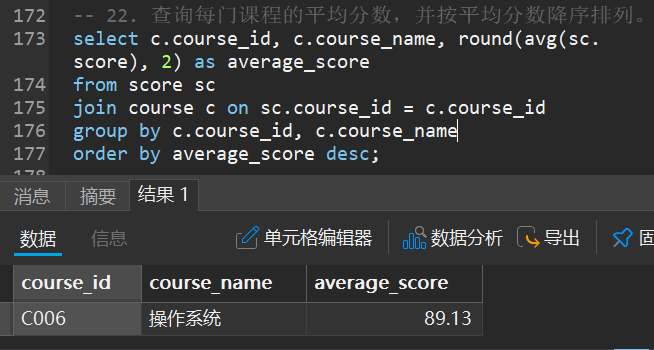 172 -- 22. 查询每门课程的平均分数，并按平均分数降序排列。
173 select c.course_id, c.course_name, round(avg(sc.
score), 2) as average_score
174 from score sc
175 join course c on sc.course_id = c.course_id
176 group by c.course_id, c.course_name
177 order by average_score desc;
消息 摘要 结果 1
数据 信息 单元格编辑器 数据分析 导出 固
course_id course_name average_score
C006 操作系统 89.13